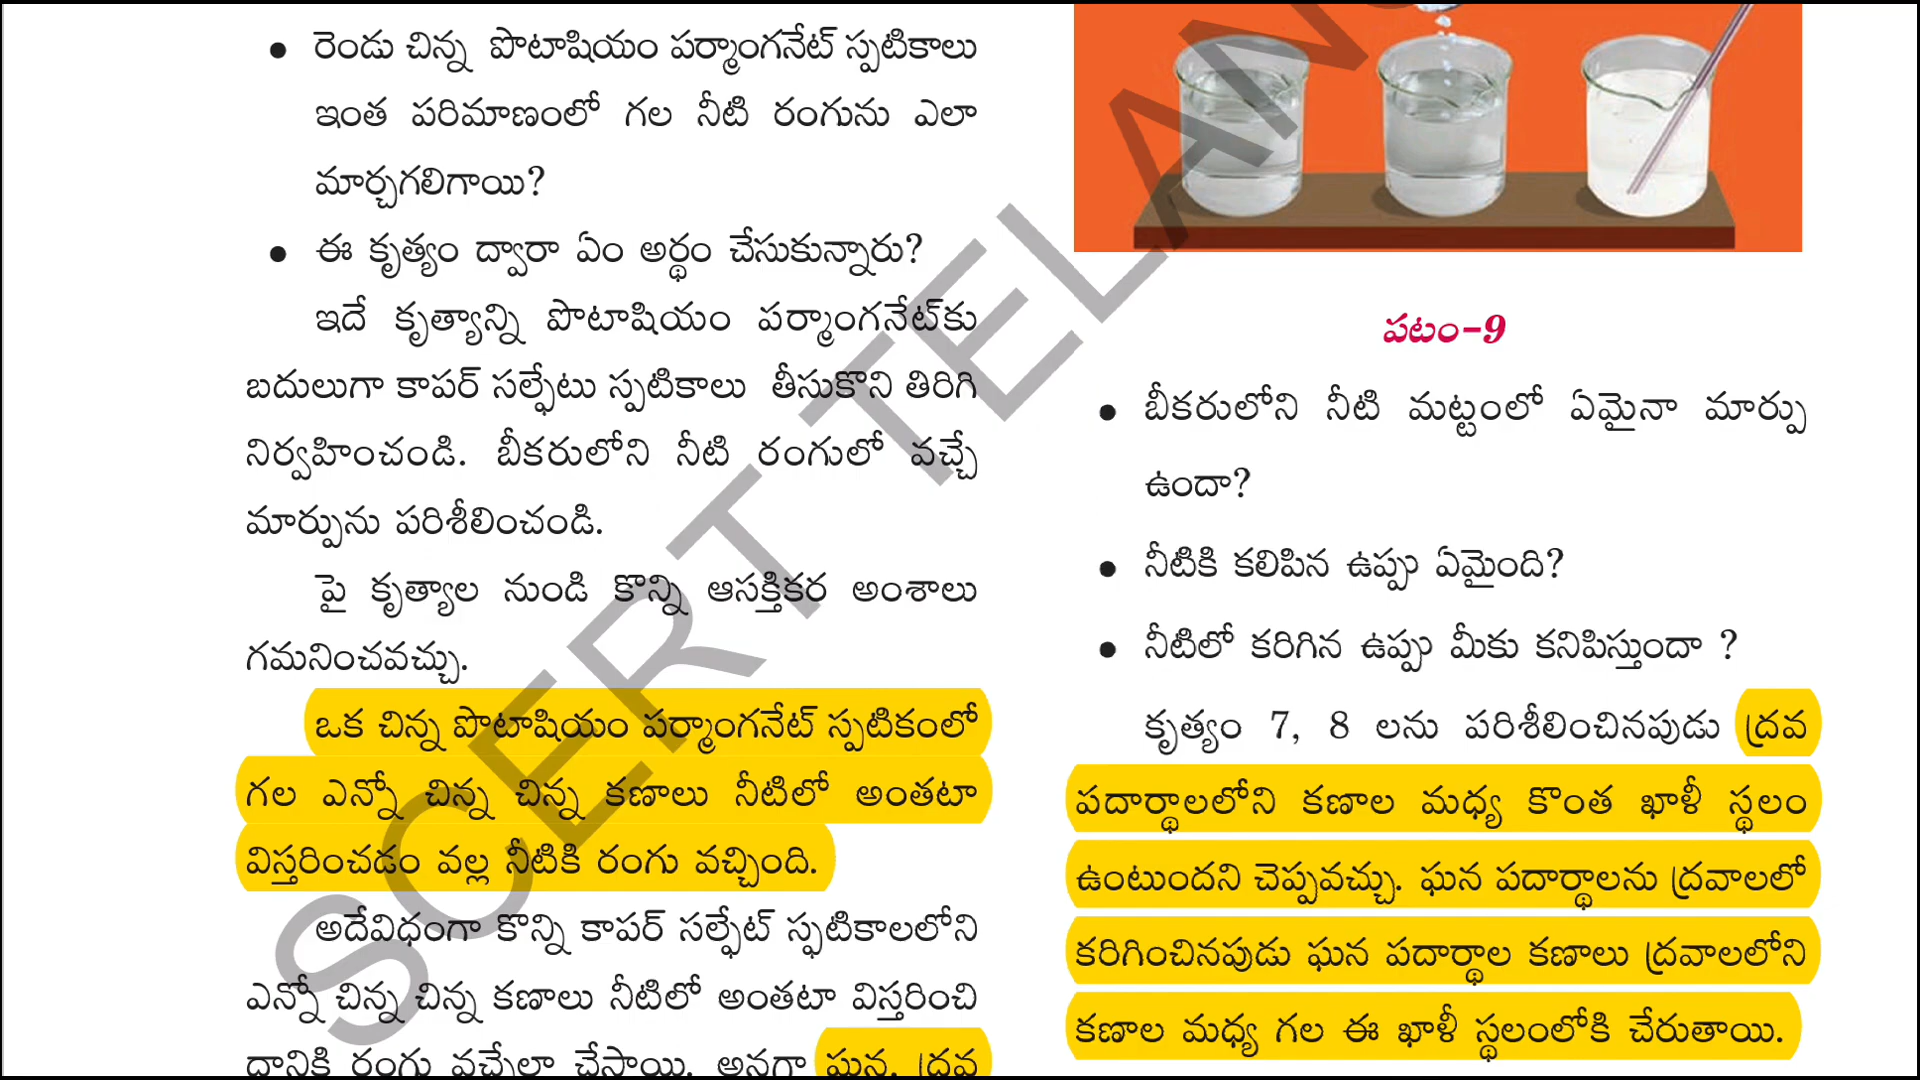 • రెండు చిన్న పొటాషియం పర్మాంగనేట్ స్పటికాలు
ఇంత పరిమాణంలో గల నీటి రంగును ఎలా
మార్చగలిగాయి?
• ఈ కృత్యం ద్వారా ఏం అర్థం చేసుకున్నారు?
ఇదే కృత్యాన్ని పొటాషియం పర్మాంగనేట్‌కు
బదులుగా కాపర్ సల్ఫేటు స్పటికాలు తీసుకొని తిరిగి
నిర్వహించండి. బీకరులోని నీటి రంగులో వచ్చే
మార్పును పరిశీలించండి.
పై కృత్యాల నుండి కొన్ని ఆసక్తికర అంశాలు
గమనించవచ్చు.
ఒక చిన్న పొటాషియం పర్మాంగనేట్ స్పటికంలో
గల ఎన్నో చిన్న చిన్న కణాలు నీటిలో అంతటా
విస్తరించడం వల్ల నీటికి రంగు వచ్చింది.
అదేవిధంగా కొన్ని కాపర్ సల్ఫేట్ స్ఫటికాలలోని
ఎన్నో చిన్న చిన్న కణాలు నీటిలో అంతటా విస్తరించి
దానికి రంగు వచ్చేలా చేసాయి. అనగా ఘన, ద్రవ
పటం-9
• బీకరులోని నీటి మట్టంలో ఏమైనా మార్పు
ఉందా?
• నీటికి కలిపిన ఉప్పు ఏమైంది?
• నీటిలో కరిగిన ఉప్పు మీకు కనిపిస్తుందా ?
కృత్యం 7, 8 లను పరిశీలించినపుడు ద్రవ
పదార్థాలలోని కణాల మధ్య కొంత ఖాళీ స్థలం
ఉంటుందని చెప్పవచ్చు. ఘన పదార్థాలను ద్రవాలలో
కరిగించినపుడు ఘన పదార్థాల కణాలు ద్రవాలలోని
కణాల మధ్య గల ఈ ఖాళీ స్థలంలోకి చేరుతాయి.
SCERT TELAN